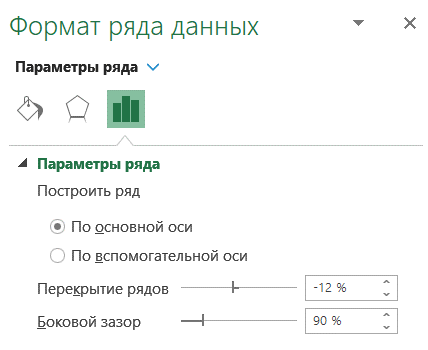 Формат ряда данных
Параметры ряда
Параметры ряда
Построить ряд
По основной оси
По вспомогательной оси
Перекрытие рядов -12 %
Боковой зазор 90 %